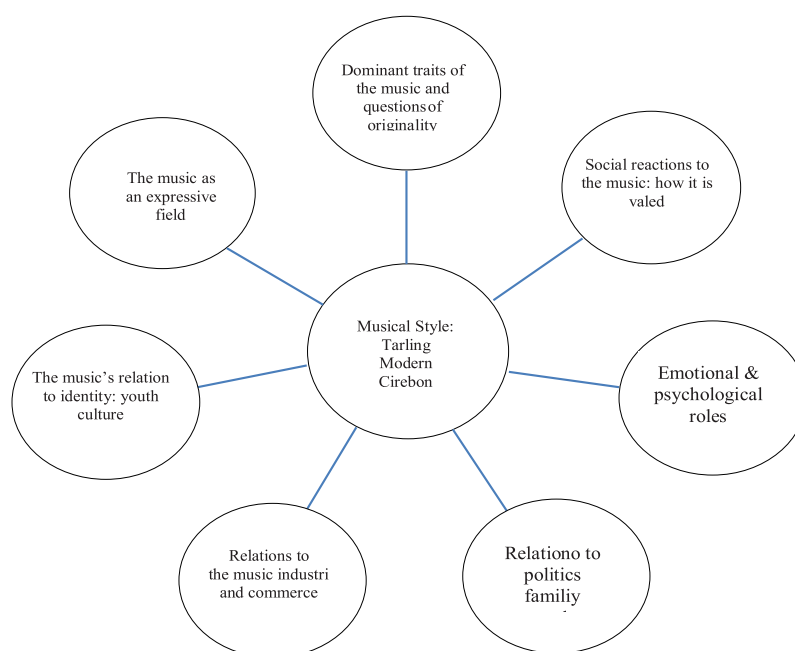 Dominant traits of
the music and
questions of
originality
Social reactions to
the music: how it is
valed
The music as
an expressive
field
Musical Style:
Tarling
Modern
Cirebon
Emotional &
psychological
roles
The music’s relation
to identity: youth
culture
Relations to
the music industri
and commerce
Relationo to
politics
familiy